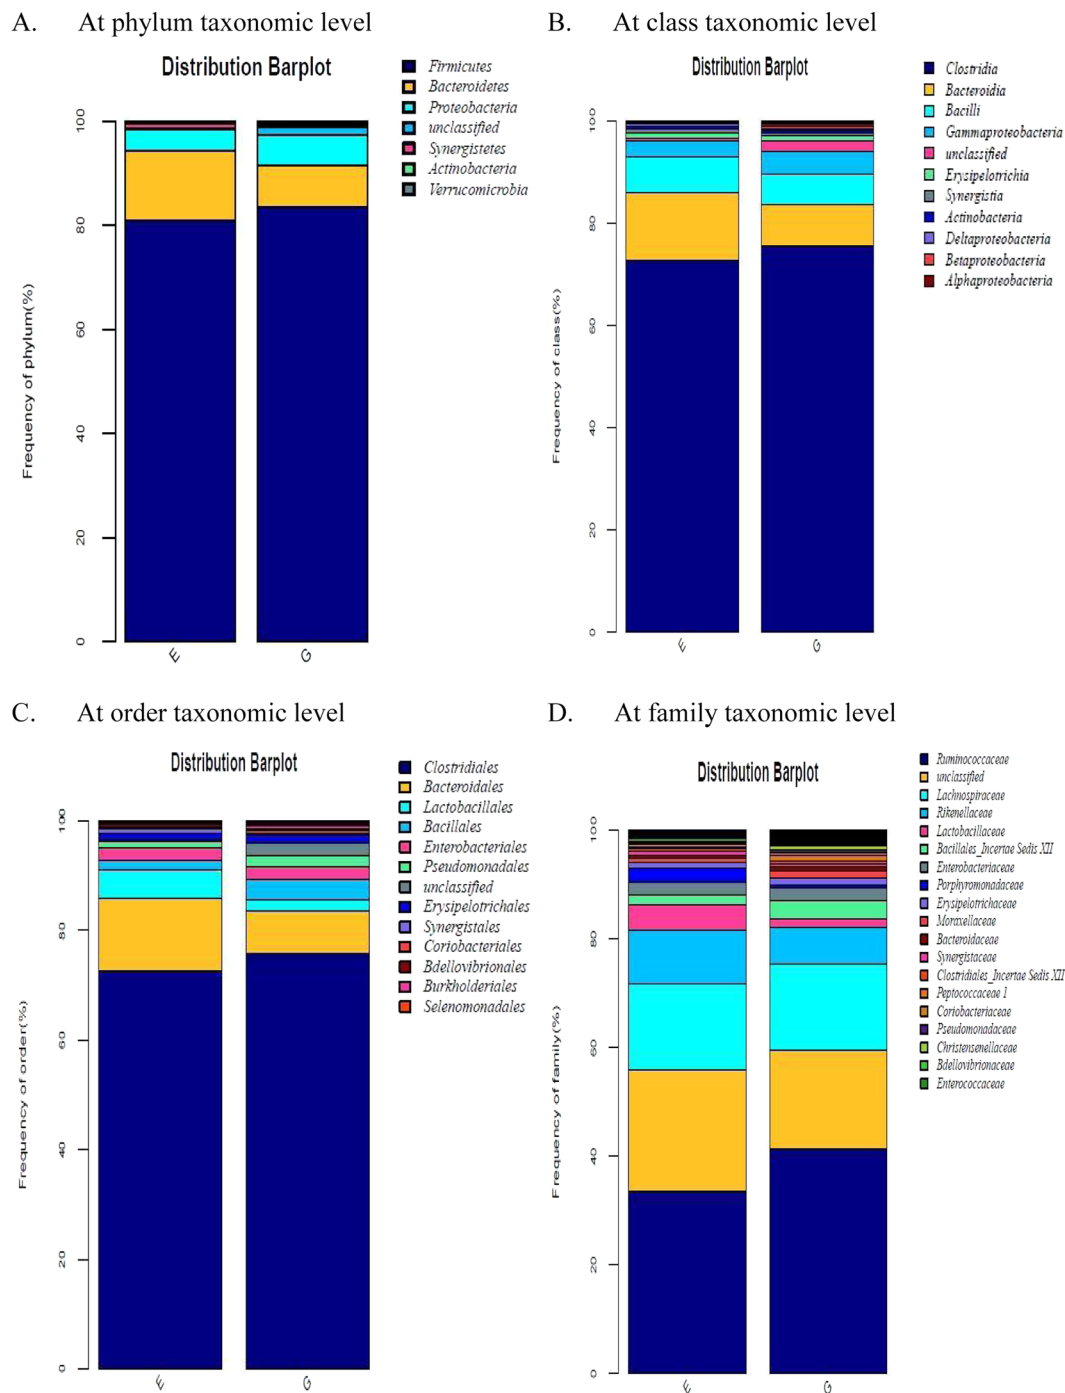 A. At phylum taxonomic level
Distribution Barplot
Firmicutes
Bacteroidetes
Proteobacteria
unclassified
Synergistetes
Actinobacteria
Verrucomicrobia
Frequency of phylum(%)
100
80
60
40
20
0
E
G
B. At class taxonomic level
Distribution Barplot
Clostridia
Bacteroidia
Bacilli
Gammaproteobacteria
unclassified
Erysipelotrichia
Synergistia
Actinobacteria
Deltaproteobacteria
Betaproteobacteria
Alphaproteobacteria
Frequency of class(%)
100
80
60
40
20
0
E
G
C. At order taxonomic level
Distribution Barplot
Clostridiales
Bacteroidales
Lactobacillales
Bacillales
Enterobacteriales
Pseudomonadales
unclassified
Erysipelotrichales
Synergistales
Coriobacteriales
Bdellovibrionales
Burkholderiales
Selenomonadales
Frequency of order(%)
100
80
60
40
20
0
E
G
D. At family taxonomic level
Distribution Barplot
Ruminococcaceae
unclassified
Lachnospiraceae
Rikenellaceae
Lactobacillaceae
Bacillales_Incertae Sedis XII
Enterobacteriaceae
Porphyromonadaceae
Erysipelotrichaceae
Moraxellaceae
Bacteroidaceae
Synergistaceae
Clostridiales_Incertae Sedis XII
Peptococcaceae 1
Coriobacteriaceae
Pseudomonadaceae
Christensenellaceae
Bdellovibrionaceae
Enterococcaceae
Frequency of family(%)
100
80
60
40
20
0
E
G